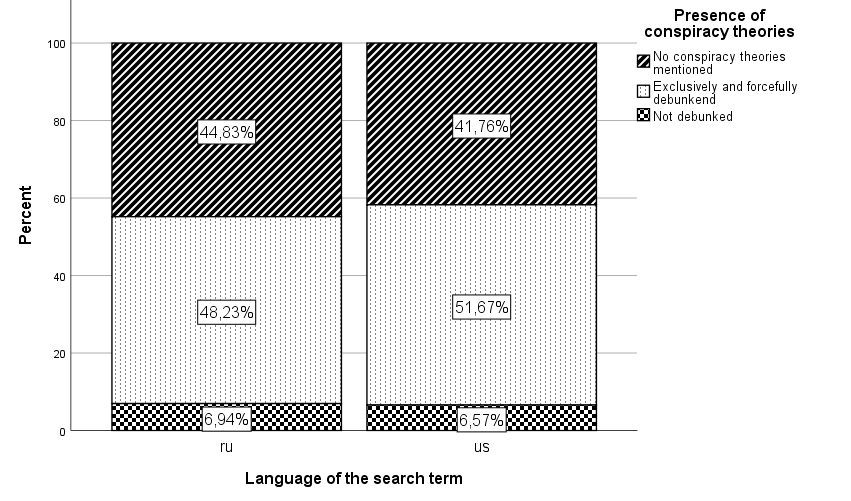 Presence of
conspiracy theories
No conspiracy theories
mentioned
Exclusively and forcefully
debunkend
Not debunked
Percent
100
80
60
40
20
0
44,83%
41,76%
48,23%
51,67%
6,94%
6,57%
ru
us
Language of the search term